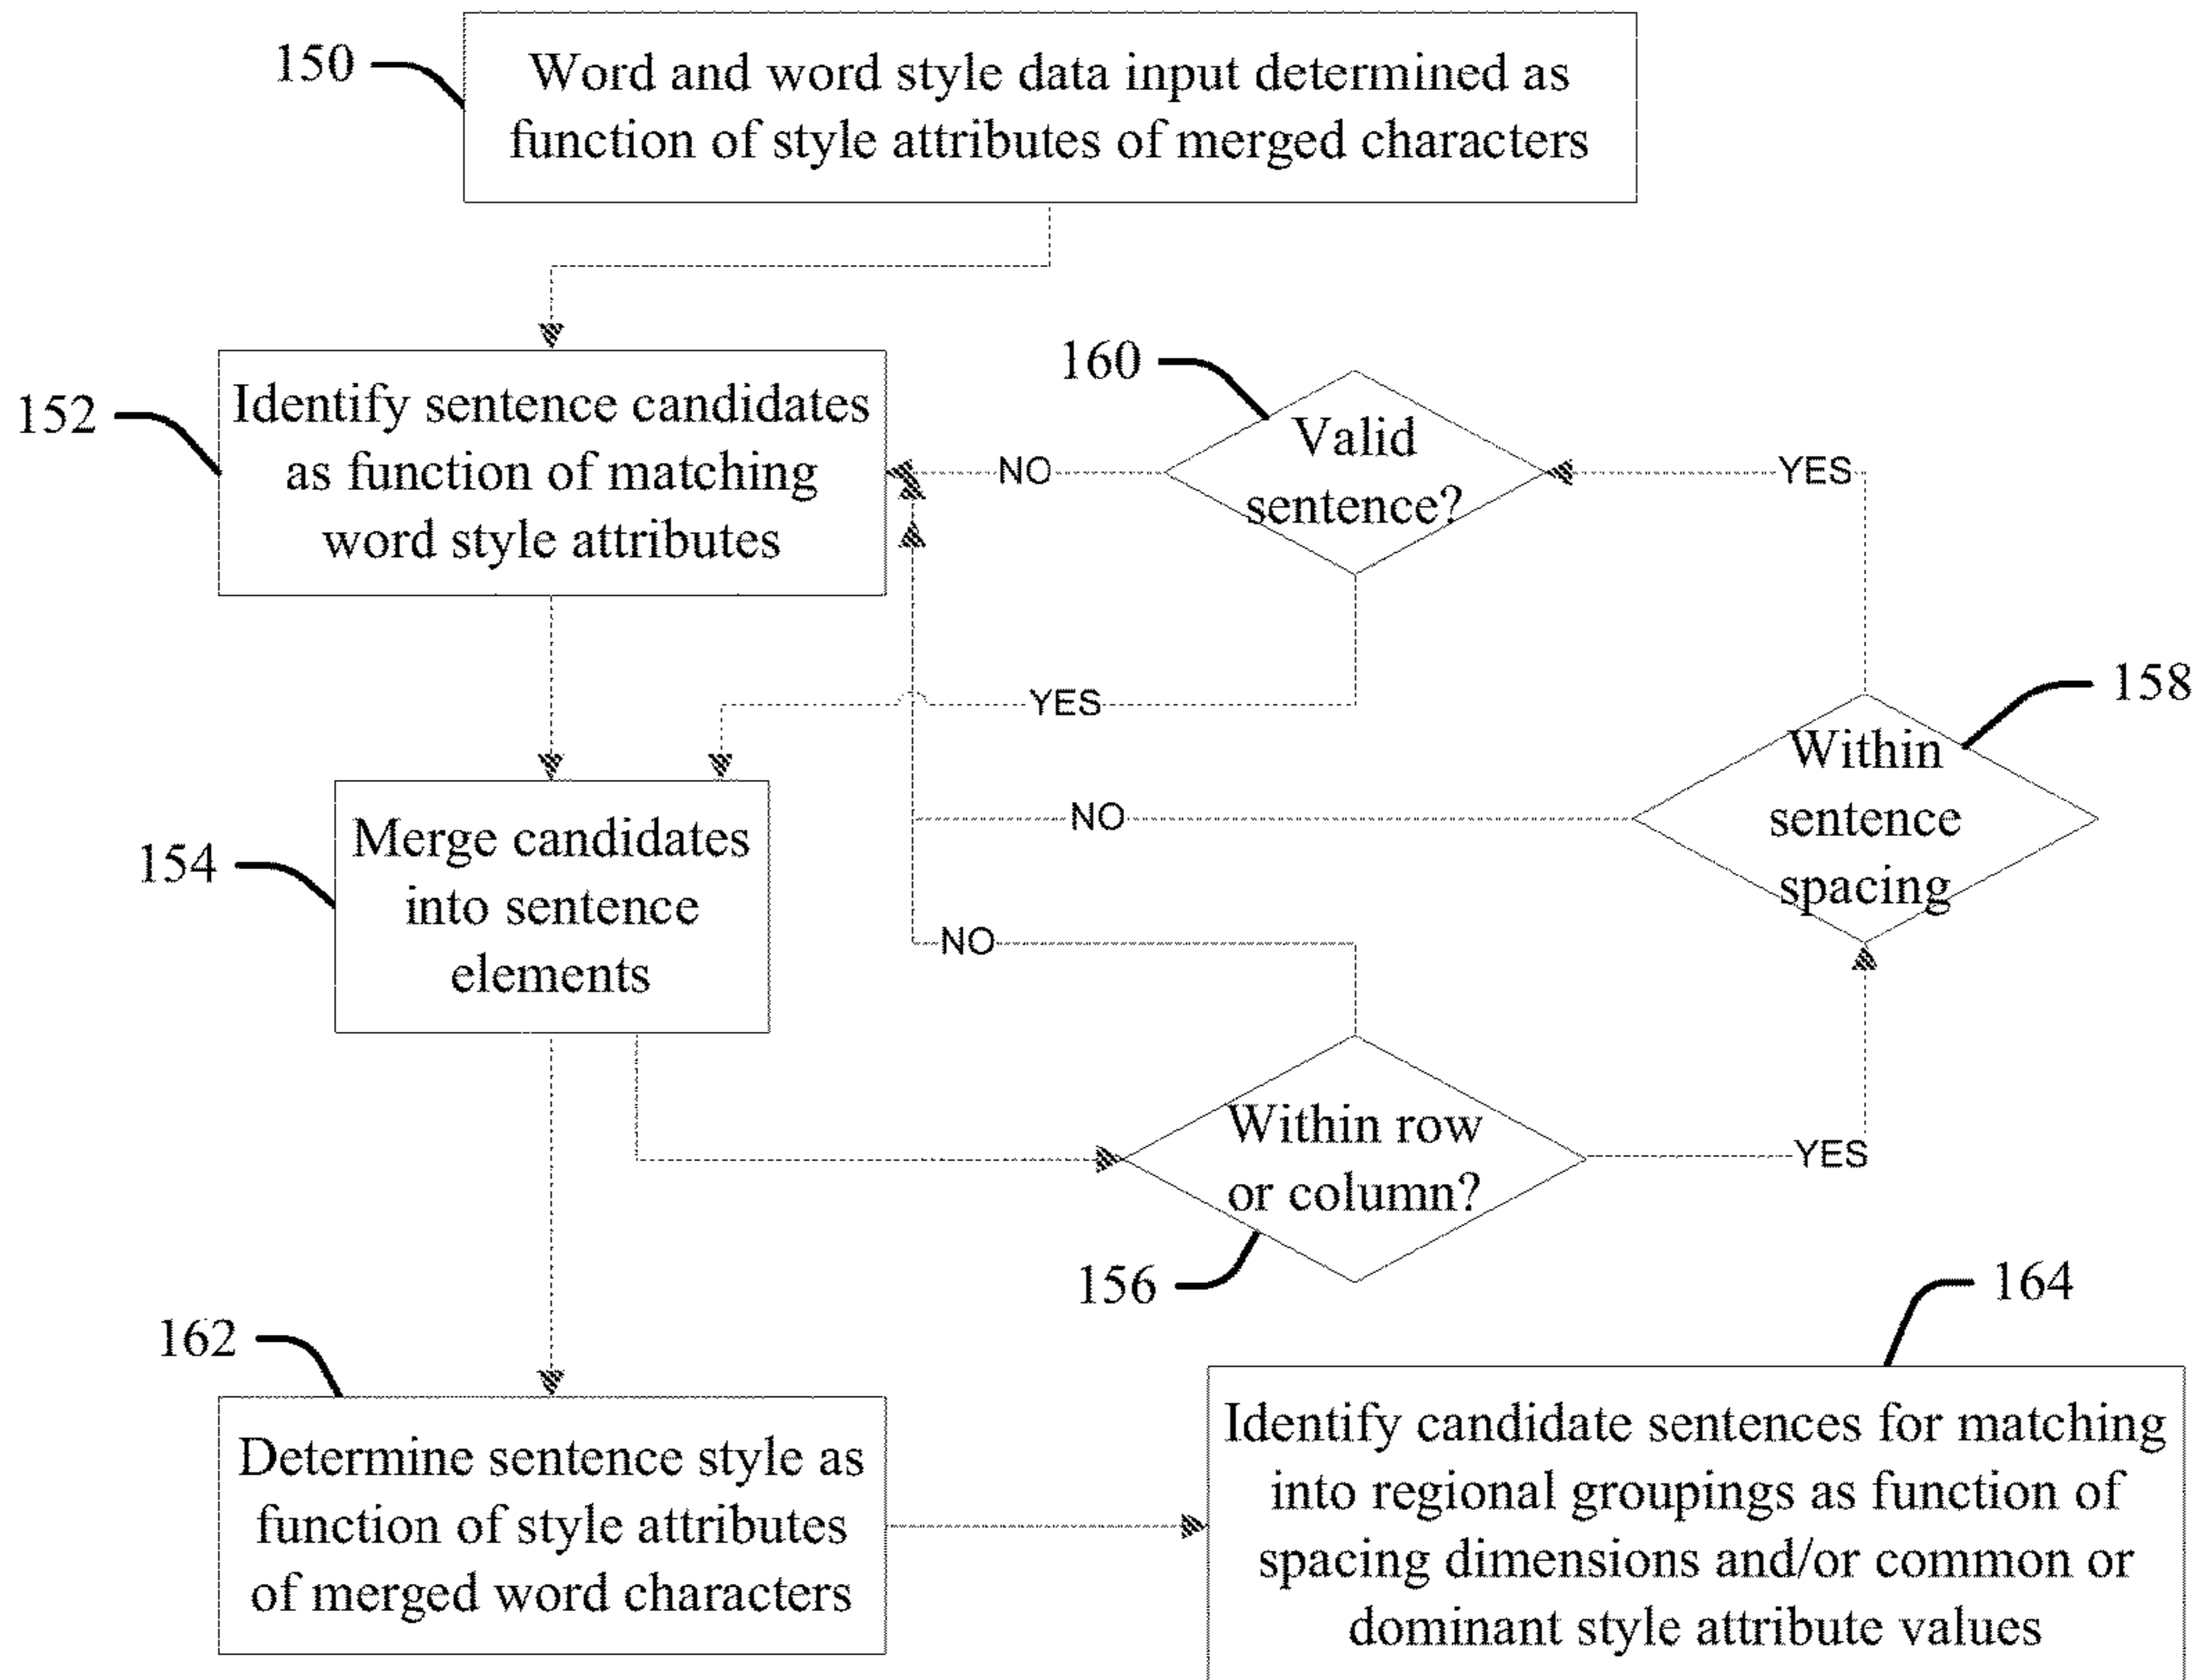 150
Word and word style data input determined as
function of style attributes of merged characters
152
Identify sentence candidates
as function of matching
word style attributes
160
Valid
sentence?
NO
YES
YES
158
Within
sentence
spacing
NO
154
Merge candidates
into sentence
elements
NO
156
Within row
or column?
YES
162
Determine sentence style as
function of style attributes
of merged word characters
164
Identify candidate sentences for matching
into regional groupings as function of
spacing dimensions and/or common or
dominant style attribute values